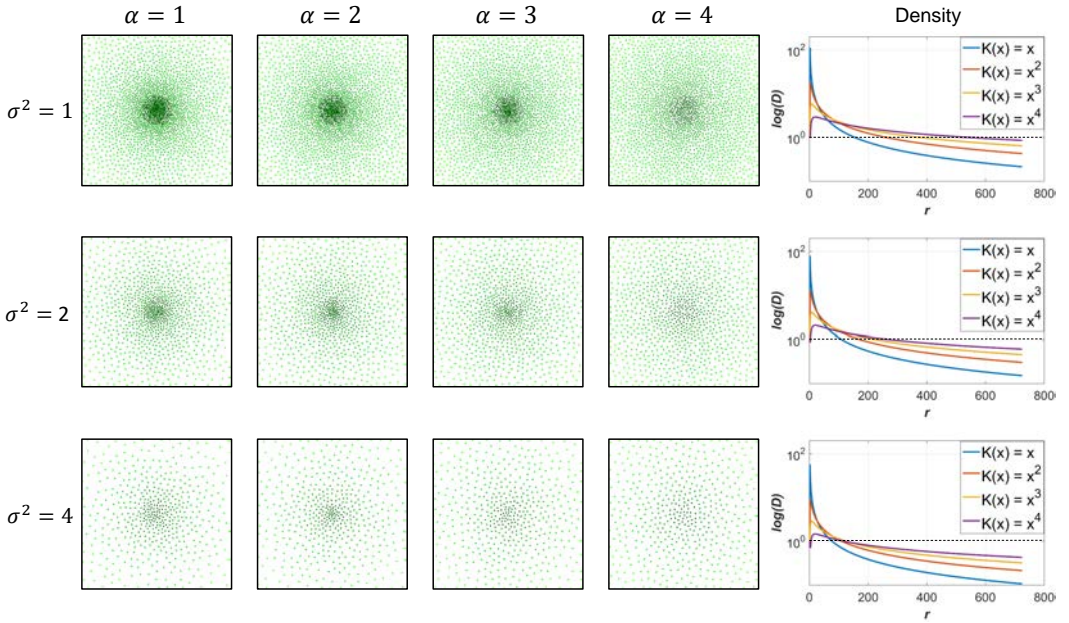 α = 1 α = 2 α = 3 α = 4 Density
σ² = 1
log(D)
10²
10⁰
K(x) = x
K(x) = x²
K(x) = x³
K(x) = x⁴
0 200 400 600 800
r
σ² = 2
log(D)
10²
10⁰
K(x) = x
K(x) = x²
K(x) = x³
K(x) = x⁴
0 200 400 600 800
r
σ² = 4
log(D)
10²
10⁰
K(x) = x
K(x) = x²
K(x) = x³
K(x) = x⁴
0 200 400 600 800
r